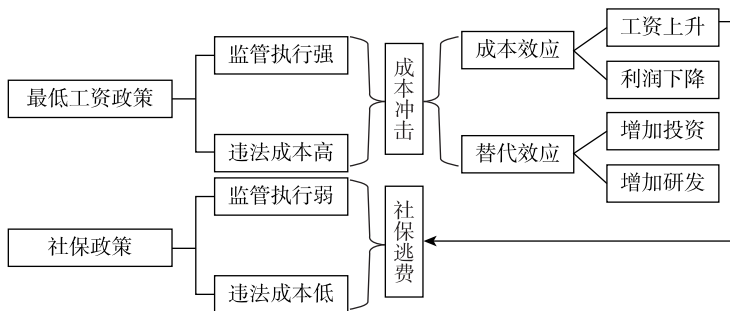 最低工资政策
监管执行强
违法成本高
成本冲击
成本效应
工资上升
利润下降
替代效应
增加投资
增加研发
社保政策
监管执行弱
违法成本低
社保逃费